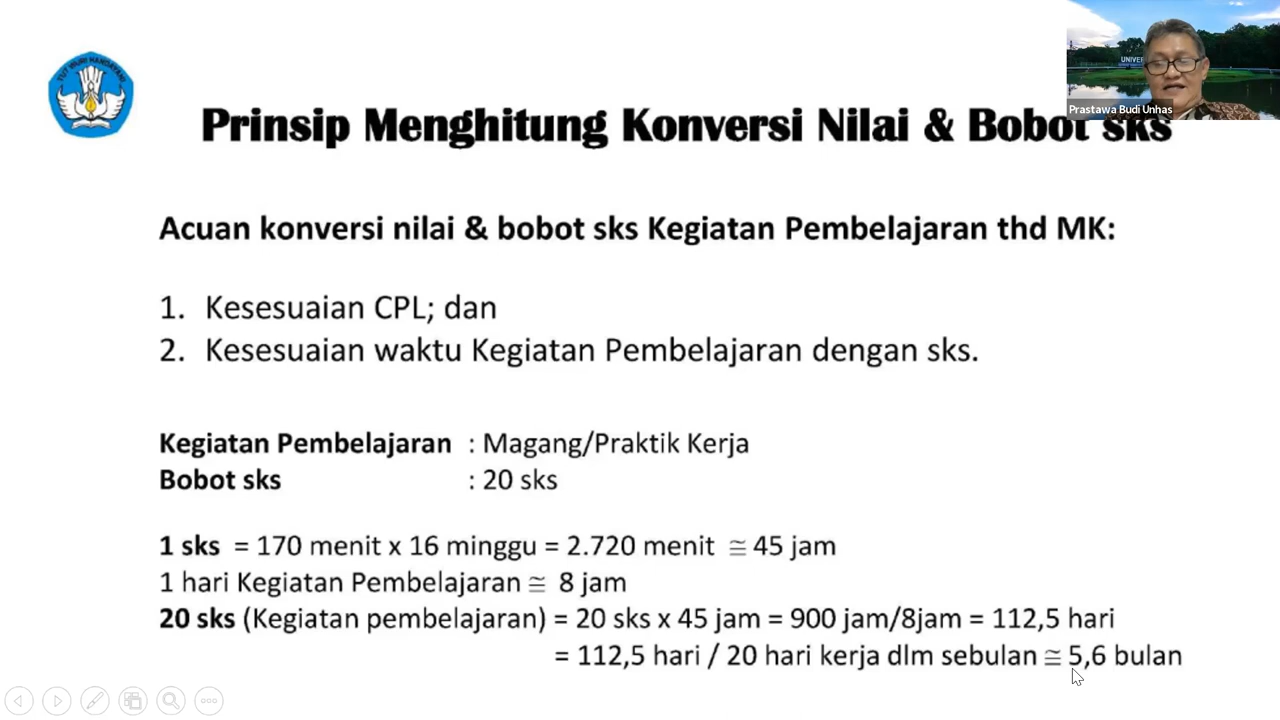 TUT WURI HANDAYANI
UNIVER
Prastawa Budi Unhas
Prinsip Menghitung Konversi Nilai & Bobot sks
Acuan konversi nilai & bobot sks Kegiatan Pembelajaran thd MK:
1. Kesesuaian CPL; dan
2. Kesesuaian waktu Kegiatan Pembelajaran dengan sks.
Kegiatan Pembelajaran : Magang/Praktik Kerja
Bobot sks : 20 sks
1 sks = 170 menit x 16 minggu = 2.720 menit ≅ 45 jam
1 hari Kegiatan Pembelajaran ≅ 8 jam
20 sks (Kegiatan pembelajaran) = 20 sks x 45 jam = 900 jam/8jam = 112,5 hari
= 112,5 hari / 20 hari kerja dlm sebulan ≅ 5,6 bulan